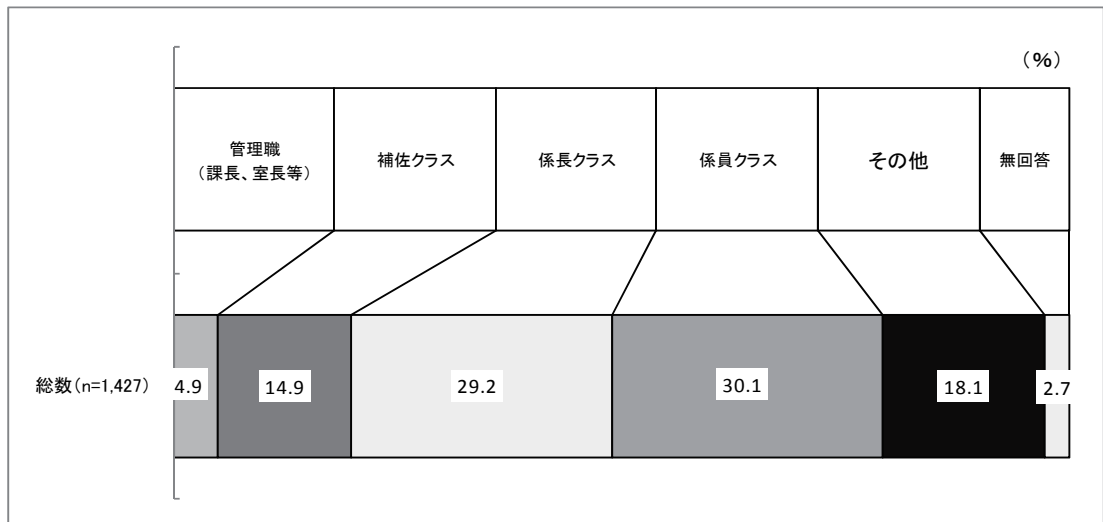 (%)
管理職
(課長、室長等)
補佐クラス
係長クラス
係員クラス
その他
無回答
総数(n=1,427)
4.9
14.9
29.2
30.1
18.1
2.7